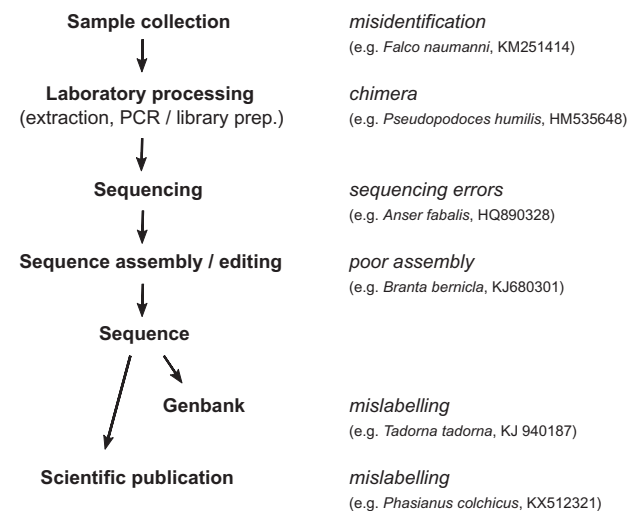 Sample collection misidentification
(e.g. Falco naumanni, KM251414)
Laboratory processing chimera
(extraction, PCR / library prep.) (e.g. Pseudopodoces humilis, HM535648)
Sequencing sequencing errors
(e.g. Anser fabalis, HQ890328)
Sequence assembly / editing poor assembly
(e.g. Branta bernicla, KJ680301)
Sequence
Genbank mislabelling
(e.g. Tadorna tadorna, KJ 940187)
Scientific publication mislabelling
(e.g. Phasianus colchicus, KX512321)